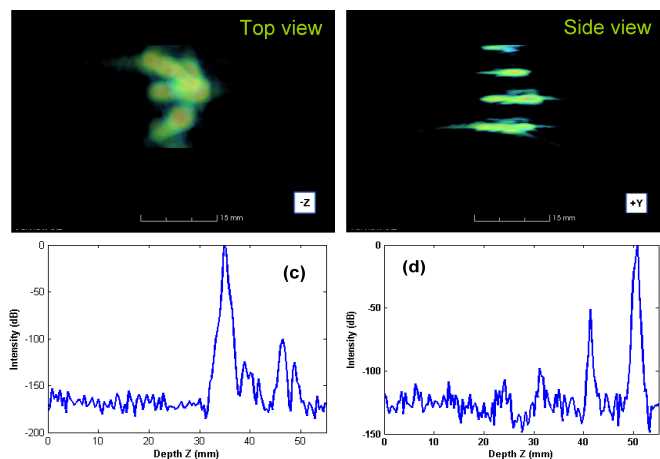 Top view
Side view
-Z
+Y
15 mm
15 mm
0
-50
-100
-150
-200
Intensity (dB)
(c)
0 10 20 30 40 50
Depth Z (mm)
0
-50
-100
-150
Intensity (dB)
(d)
0 10 20 30 40 50
Depth Z (mm)